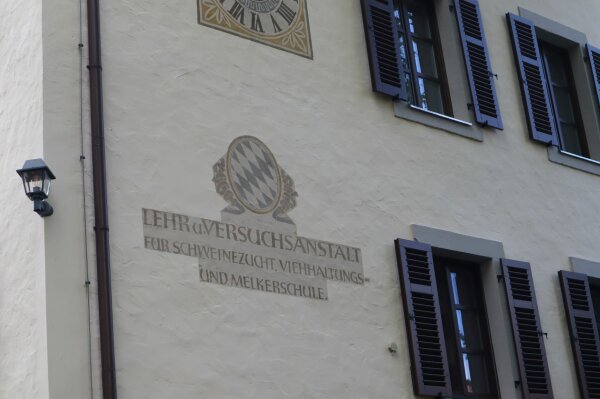 LEHR u. VERSUCHSANSTALT
FÜR SCHWEINEZUCHT, VIEHHALTUNGS-
UND MELKERSCHULE.